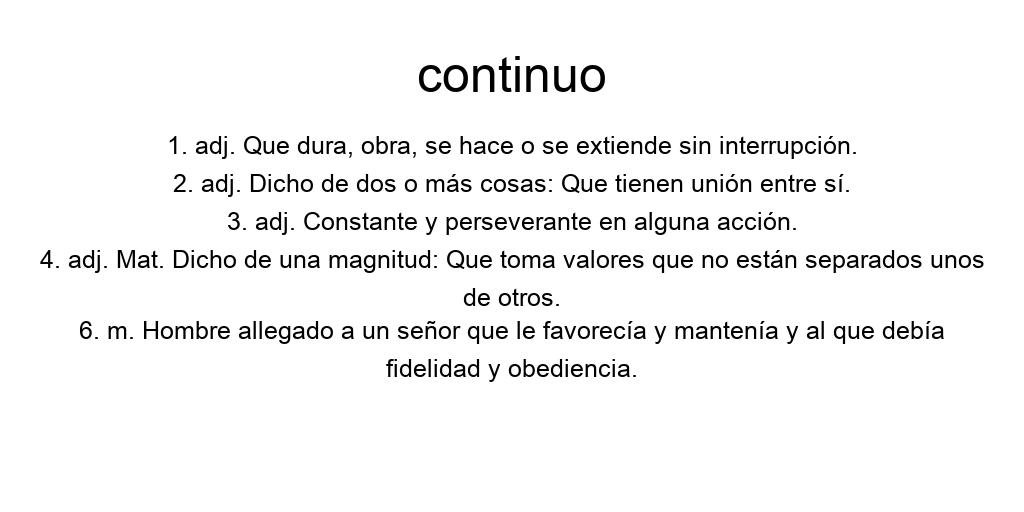 continuo
1. adj. Que dura, obra, se hace o se extiende sin interrupción.
2. adj. Dicho de dos o más cosas: Que tienen unión entre sí.
3. adj. Constante y perseverante en alguna acción.
4. adj. Mat. Dicho de una magnitud: Que toma valores que no están separados unos
de otros.
6. m. Hombre allegado a un señor que le favorecía y mantenía y al que debía
fidelidad y obediencia.